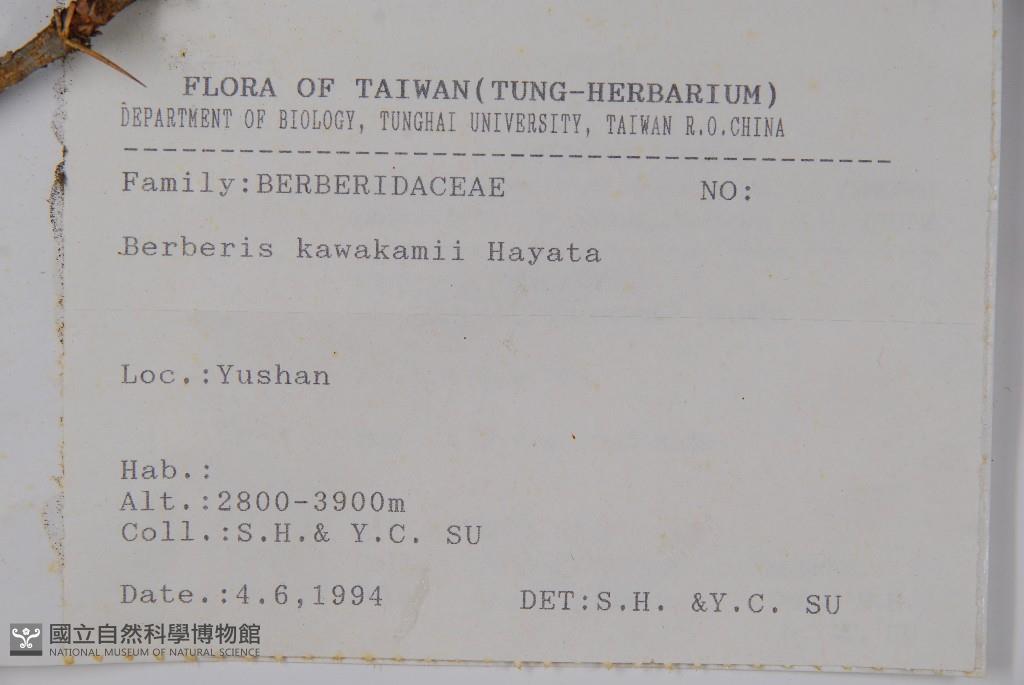 FLORA OF TAIWAN(TUNG-HERBARIUM)
DEPARTMENT OF BIOLOGY, TUNGHAI UNIVERSITY, TAIWAN R.O.CHINA
Family:BERBERIDACEAE NO:
Berberis kawakamii Hayata
Loc.:Yushan
Hab.:
Alt.:2800-3900m
Coll.:S.H.& Y.C. SU
Date.:4.6,1994 DET:S.H. &Y.C. SU
國立自然科學博物館
NATIONAL MUSEUM OF NATURAL SCIENCE